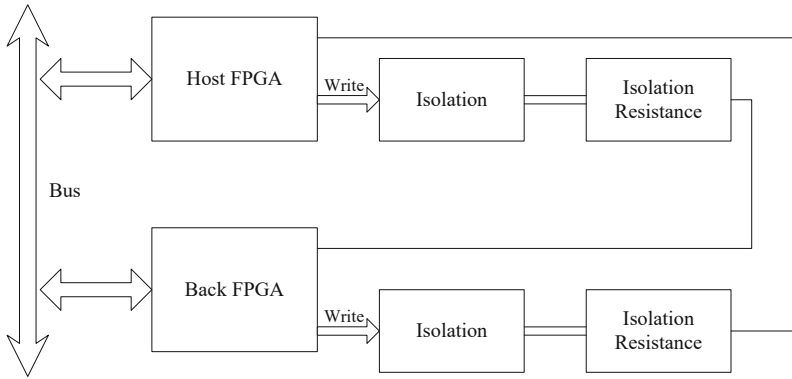 Host FPGA
Write
Isolation
Isolation
Resistance
Bus
Back FPGA
Write
Isolation
Isolation
Resistance